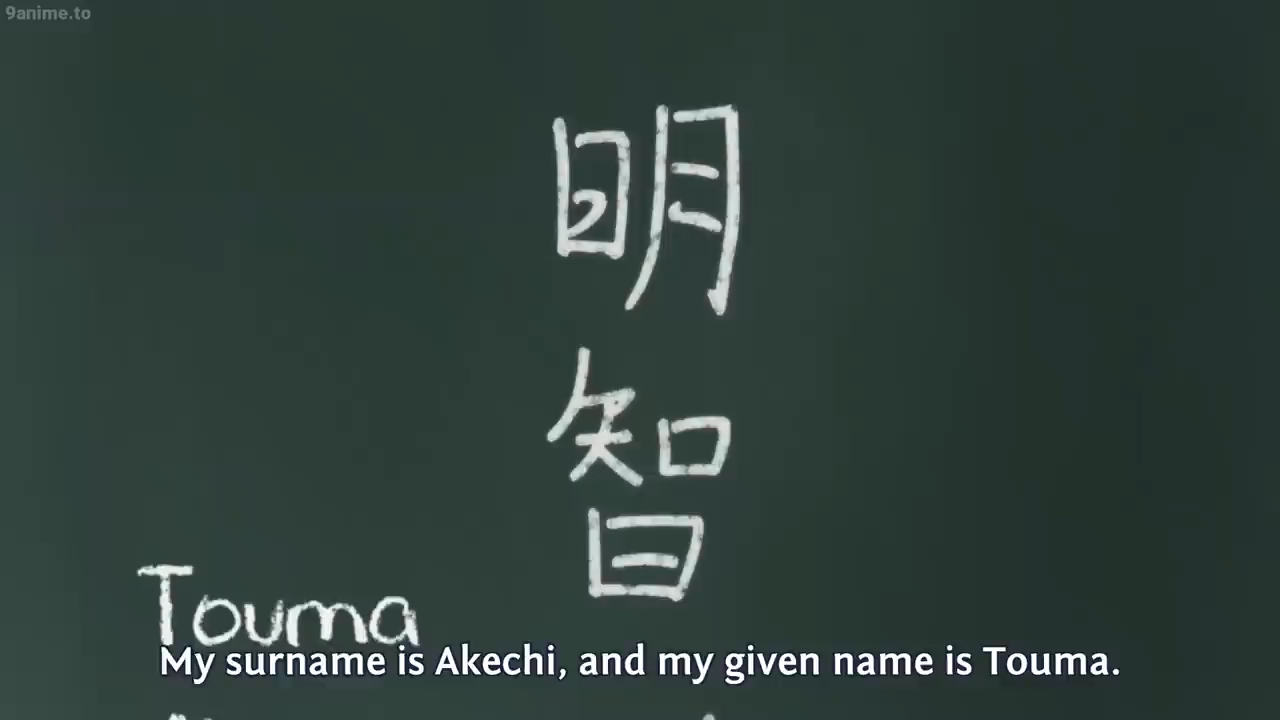 9anime.to
明智
Touma
My surname is Akechi, and my given name is Touma.